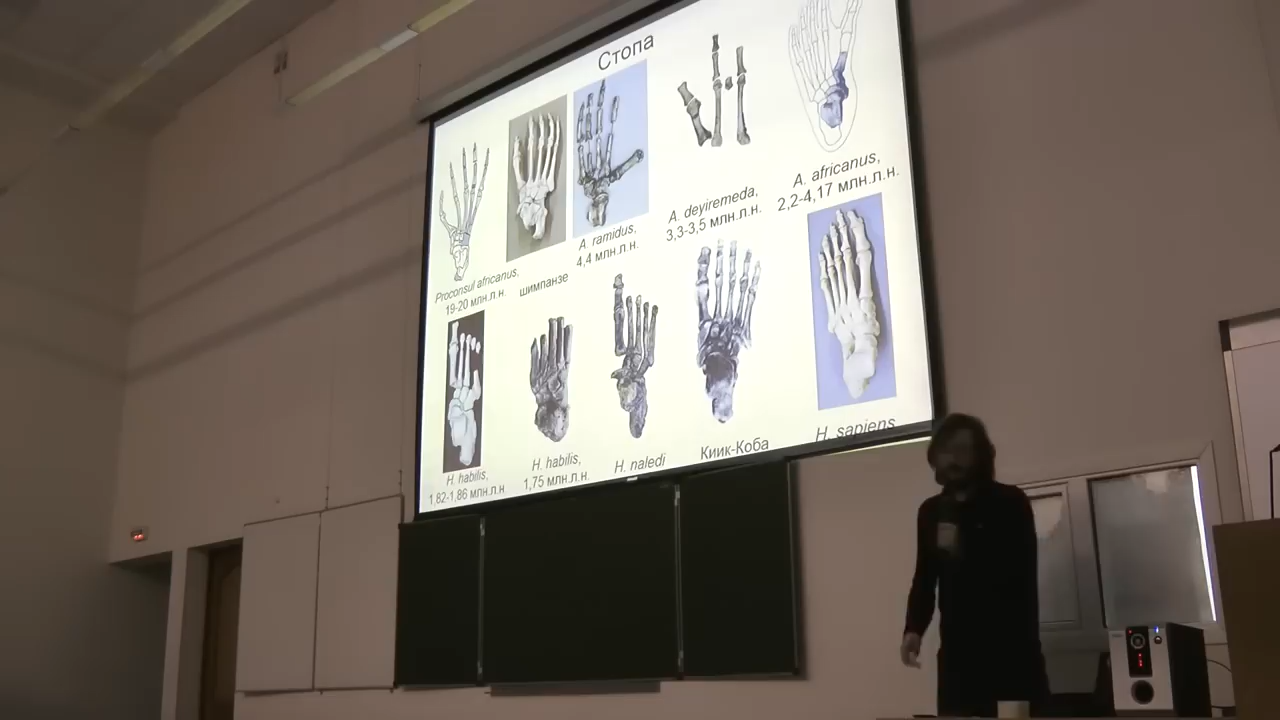 Стопа
Proconsul africanus,
19-20 млн.л.н.
шимпанзе
A. ramidus,
4,4 млн.л.н.
A. deyiremeda,
3,3-3,5 млн.л.н.
A. africanus,
2,2-4,17 млн.л.н.
H. habilis,
1,82-1,86 млн.л.н
H. habilis,
1,75 млн.л.н.
H. naledi
Киик-Коба
H. sapiens